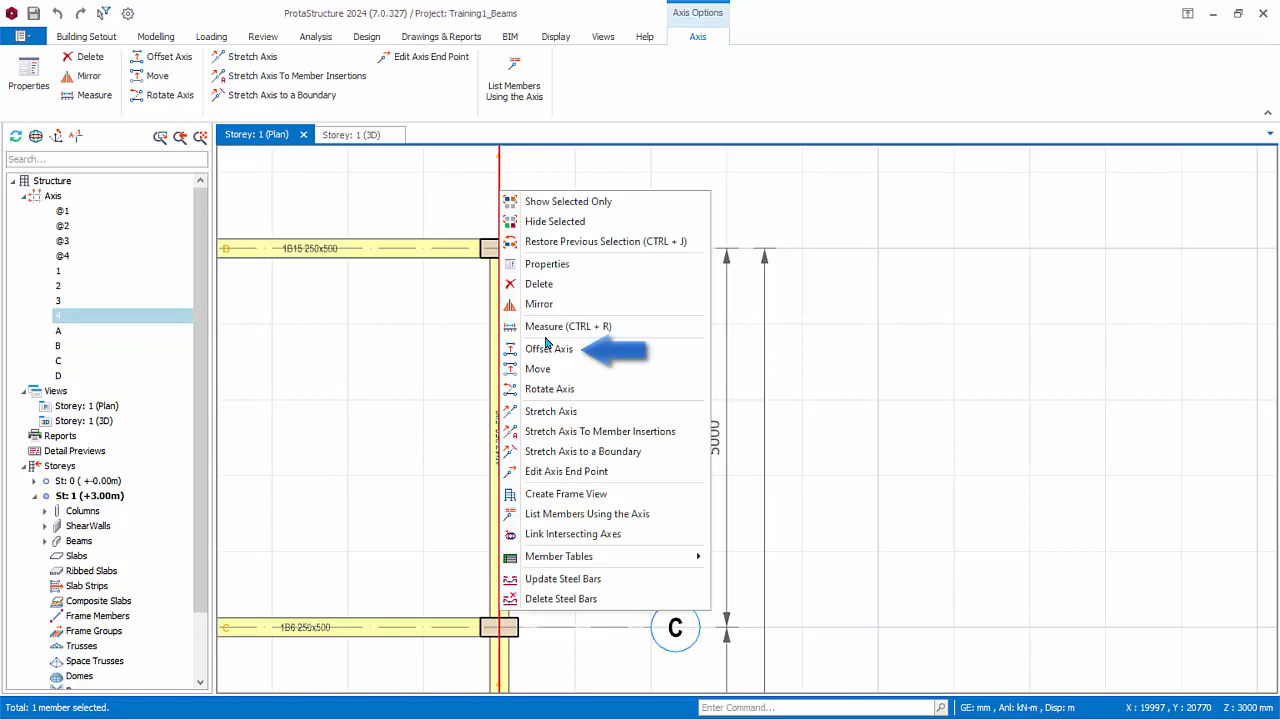 ProtaStructure 2024 (7.0.327) / Project: Training1_Beams
Axis Options
Building Setout
Modelling
Loading
Review
Analysis
Design
Drawings & Reports
BIM
Display
Views
Help
Axis
Properties
Delete
Mirror
Measure
Offset Axis
Move
Rotate Axis
Stretch Axis
Stretch Axis To Member Insertions
Stretch Axis to a Boundary
Edit Axis End Point
List Members
Using the Axis
Storey: 1 (Plan)
Storey: 1 (3D)
Search...
Structure
Axis
@1
@2
@3
@4
1
2
3
4
A
B
C
D
Views
Storey: 1 (Plan)
Storey: 1 (3D)
Reports
Detail Previews
Storeys
St: 0 ( +-0.00m)
St: 1 (+3.00m)
Columns
ShearWalls
Beams
Slabs
Ribbed Slabs
Slab Strips
Composite Slabs
Frame Members
Frame Groups
Trusses
Space Trusses
Domes
D
1B15 250x500
C
1B6 250x500
5000
C
Show Selected Only
Hide Selected
Restore Previous Selection (CTRL + J)
Properties
Delete
Mirror
Measure (CTRL + R)
Offset Axis
Move
Rotate Axis
Stretch Axis
Stretch Axis To Member Insertions
Stretch Axis to a Boundary
Edit Axis End Point
Create Frame View
List Members Using the Axis
Link Intersecting Axes
Member Tables
Update Steel Bars
Delete Steel Bars
Total: 1 member selected.
Enter Command...
GE: mm , Anl: kN-m , Disp: m
X : 19997 , Y : 20770
Z : 3000 mm